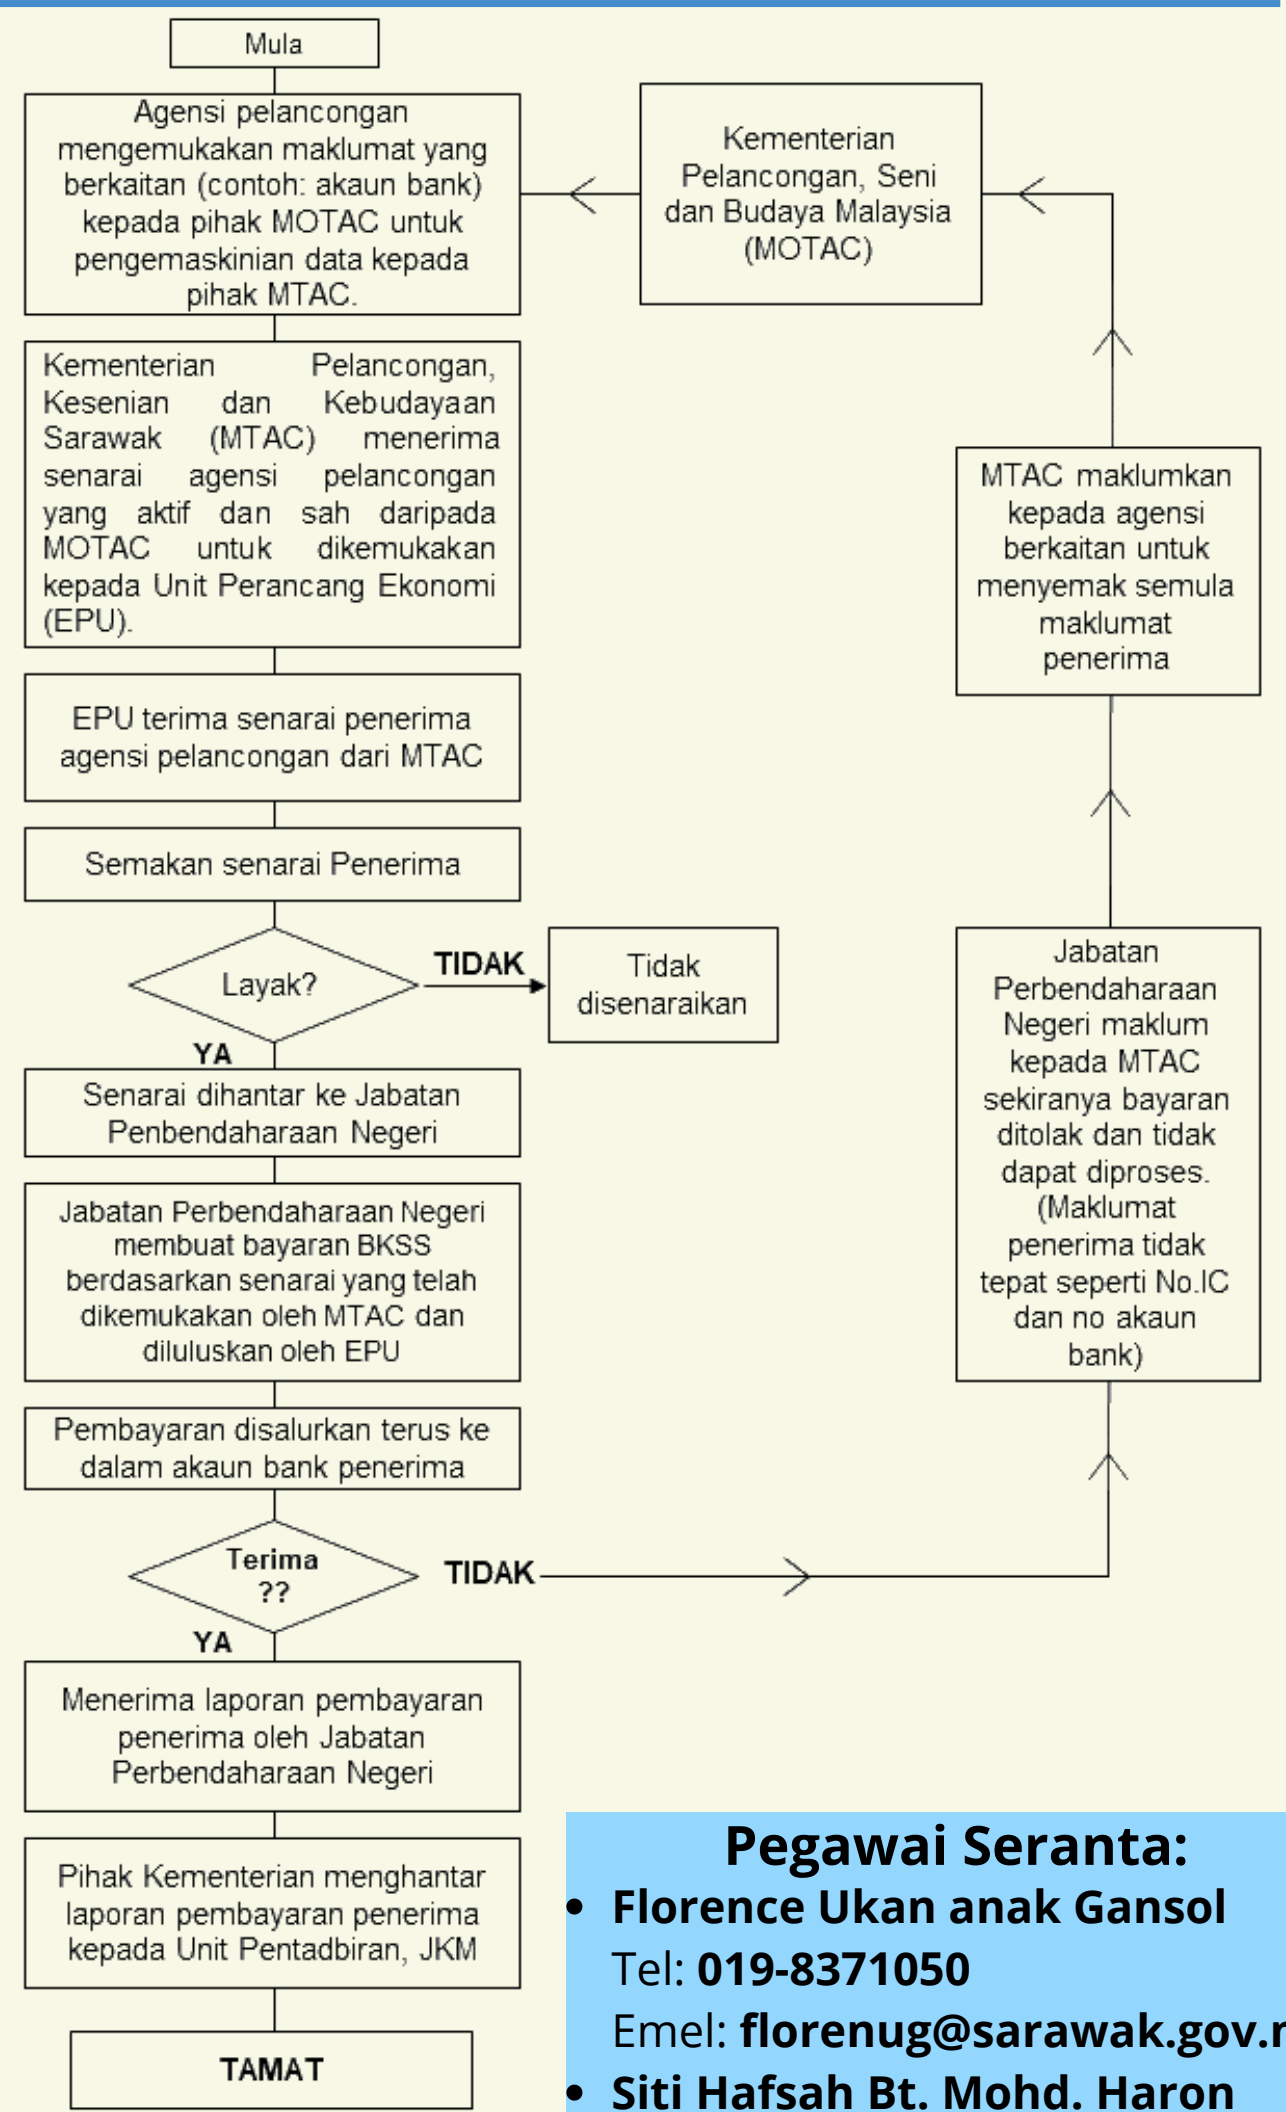 Mula
Agensi pelancongan
mengemukakan maklumat yang
berkaitan (contoh: akaun bank)
kepada pihak MOTAC untuk
pengemaskinian data kepada
pihak MTAC.
Kementerian
Pelancongan, Seni
dan Budaya Malaysia
(MOTAC)
Kementerian Pelancongan,
Kesenian dan Kebudayaan
Sarawak (MTAC) menerima
senarai agensi pelancongan
yang aktif dan sah daripada
MOTAC untuk dikemukakan
kepada Unit Perancang Ekonomi
(EPU).
MTAC maklumkan
kepada agensi
berkaitan untuk
menyemak semula
maklumat
penerima
EPU terima senarai penerima
agensi pelancongan dari MTAC
Semakan senarai Penerima
Layak?
TIDAK
Tidak
disenaraikan
YA
Senarai dihantar ke Jabatan
Penbendaharaan Negeri
Jabatan
Perbendaharaan
Negeri maklum
kepada MTAC
sekiranya bayaran
ditolak dan tidak
dapat diproses.
(Maklumat
penerima tidak
tepat seperti No.IC
dan no akaun
bank)
Jabatan Perbendaharaan Negeri
membuat bayaran BKSS
berdasarkan senarai yang telah
dikemukakan oleh MTAC dan
diluluskan oleh EPU
Pembayaran disalurkan terus ke
dalam akaun bank penerima
Terima
??
TIDAK
YA
Menerima laporan pembayaran
penerima oleh Jabatan
Perbendaharaan Negeri
Pihak Kementerian menghantar
laporan pembayaran penerima
kepada Unit Pentadbiran, JKM
TAMAT
Pegawai Seranta:
• Florence Ukan anak Gansol
Tel: 019-8371050
Emel: florenug@sarawak.gov.
• Siti Hafsah Bt. Mohd. Haron